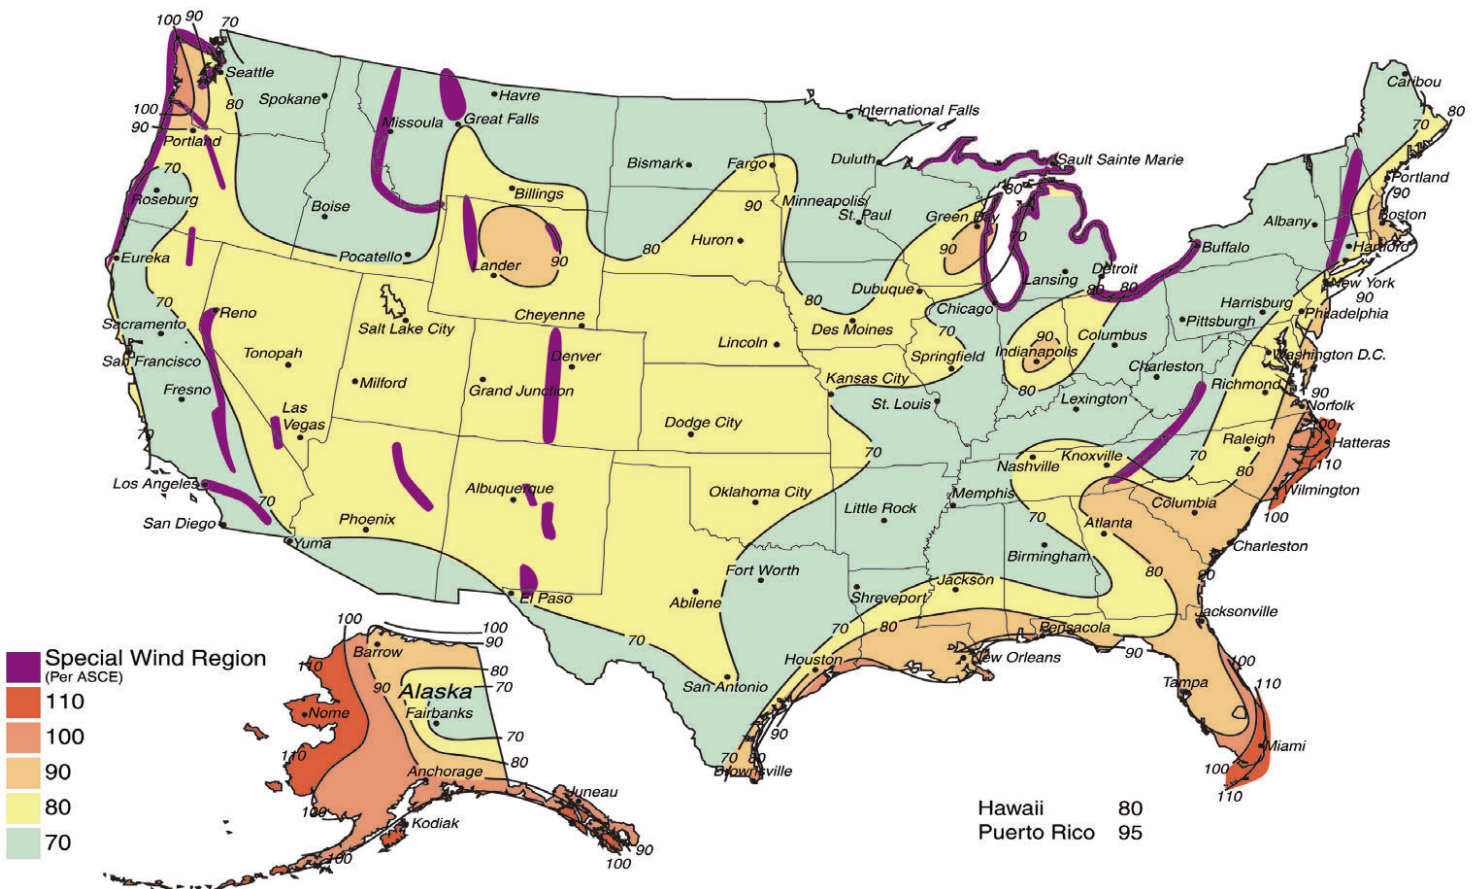 100
90
70
Seattle
Caribou
Spokane
Havre
80
100
Missoula
Great Falls
International Falls
80
90
Portland
70
Bismark
Fargo
Duluth
Sault Sainte Marie
70
Portland
Roseburg
Billings
80
90
Boise
90
Minneapolis
St. Paul
Green Bay
Albany
Boston
Huron
70
Eureka
Pocatello
80
90
Buffalo
Hartford
Lander
90
Lansing
Detroit
Dubuque
80
80
New York
90
70
Reno
80
Chicago
Harrisburg
Philadelphia
Sacramento
Salt Lake City
Cheyenne
Des Moines
70
90
Columbus
Pittsburgh
San Francisco
Tonopah
Denver
Lincoln
Springfield
Indianapolis
Washington D.C.
Fresno
Milford
Grand Junction
Kansas City
Charleston
Richmond
90
80
Las
Vegas
St. Louis
Lexington
Norfolk
70
Dodge City
100
Hatteras
70
Raleigh
Nashville
Knoxville
70
80
110
Los Angeles
Albuquerque
Oklahoma City
Memphis
Wilmington
70
San Diego
Phoenix
Little Rock
70
Atlanta
Columbia
100
Yuma
Birmingham
Charleston
Fort Worth
80
90
Jackson
El Paso
Abilene
Shreveport
Jacksonville
100
100
90
70
70
80
Pensacola
Barrow
90
Special Wind Region
(Per ASCE)
110
80
Houston
New Orleans
100
90
Alaska
70
San Antonio
Tampa
110
110
Nome
Fairbanks
100
70
90
Miami
110
80
70
80
100
90
Anchorage
Brownsville
110
80
100
Juneau
Hawaii 80
70
Kodiak
Puerto Rico 95
100
90
100